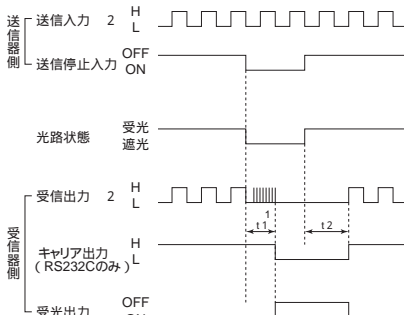 送信器側
送信入力 2 H
L
送信停止入力 OFF
ON
光路状態 受光
遮光
受信器側
受信出力 2 H
L
1
t1
t2
キャリア出力 H
(RS232Cのみ) L
受光出力 OFF
ON